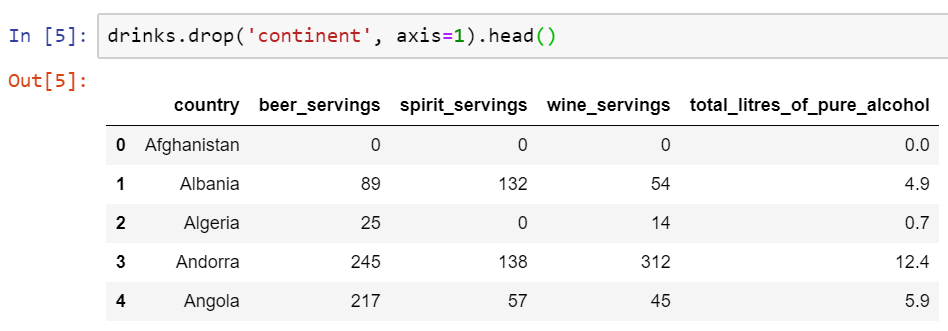 In [5]: drinks.drop('continent', axis=1).head()
Out[5]:
country beer_servings spirit_servings wine_servings total_litres_of_pure_alcohol
0 Afghanistan 0 0 0 0.0
1 Albania 89 132 54 4.9
2 Algeria 25 0 14 0.7
3 Andorra 245 138 312 12.4
4 Angola 217 57 45 5.9